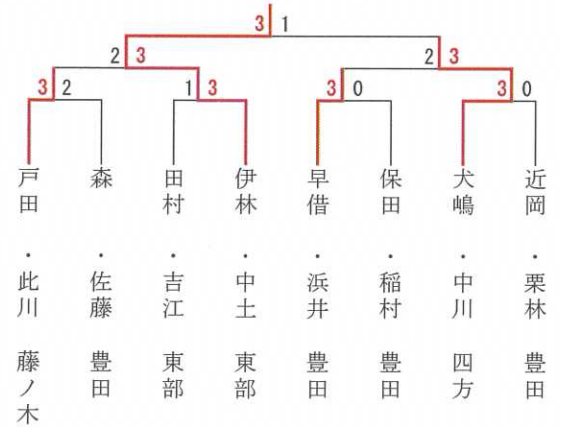 3 1
2 3 2 3
3 2 1 3 3 0 3 0
戸田・此川 藤ノ木
森・佐藤 豊田
田村・吉江 東部
伊林・中土 東部
早借・浜井 豊田
保田・稲村 豊田
犬嶋・中川 四方
近岡・栗林 豊田